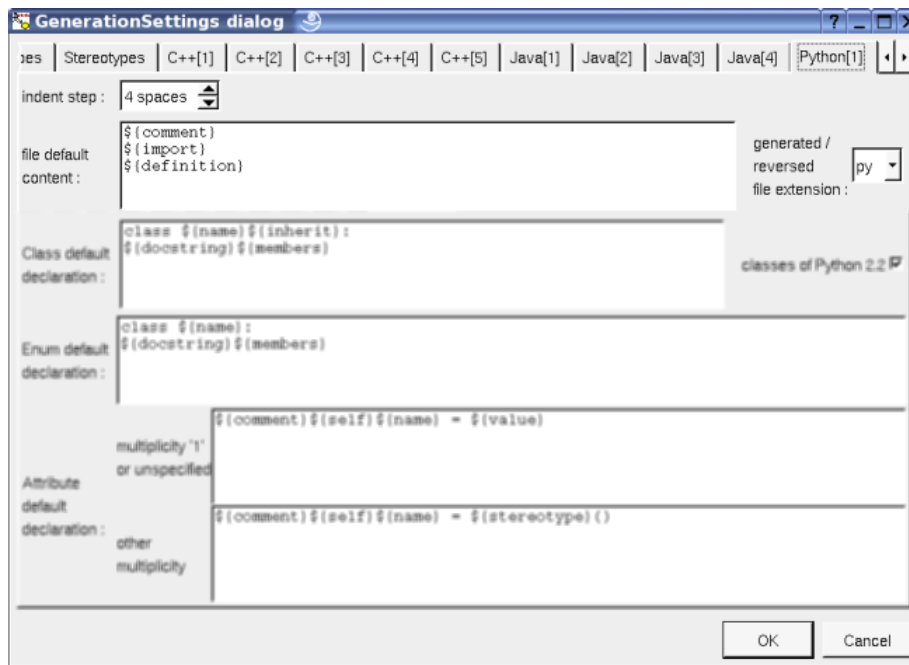 GenerationSettings dialog
Stereotypes C++[1] C++[2] C++[3] C++[4] C++[5] Java[1] Java[2] Java[3] Java[4] Python[1]
indent step : 4 spaces
file default content :
${comment}
${import}
${definition}
generated / reversed file extension : py
Class default declaration :
class ${name}${inherit}:
${docstring}${members}
classes of Python 2.2
Enum default declaration :
class ${name}:
${docstring}${members}
Attribute default declaration :
multiplicity '1' or unspecified
${comment}${self}${name} = ${value}
other multiplicity
${comment}${self}${name} = ${stereotype}()
OK Cancel